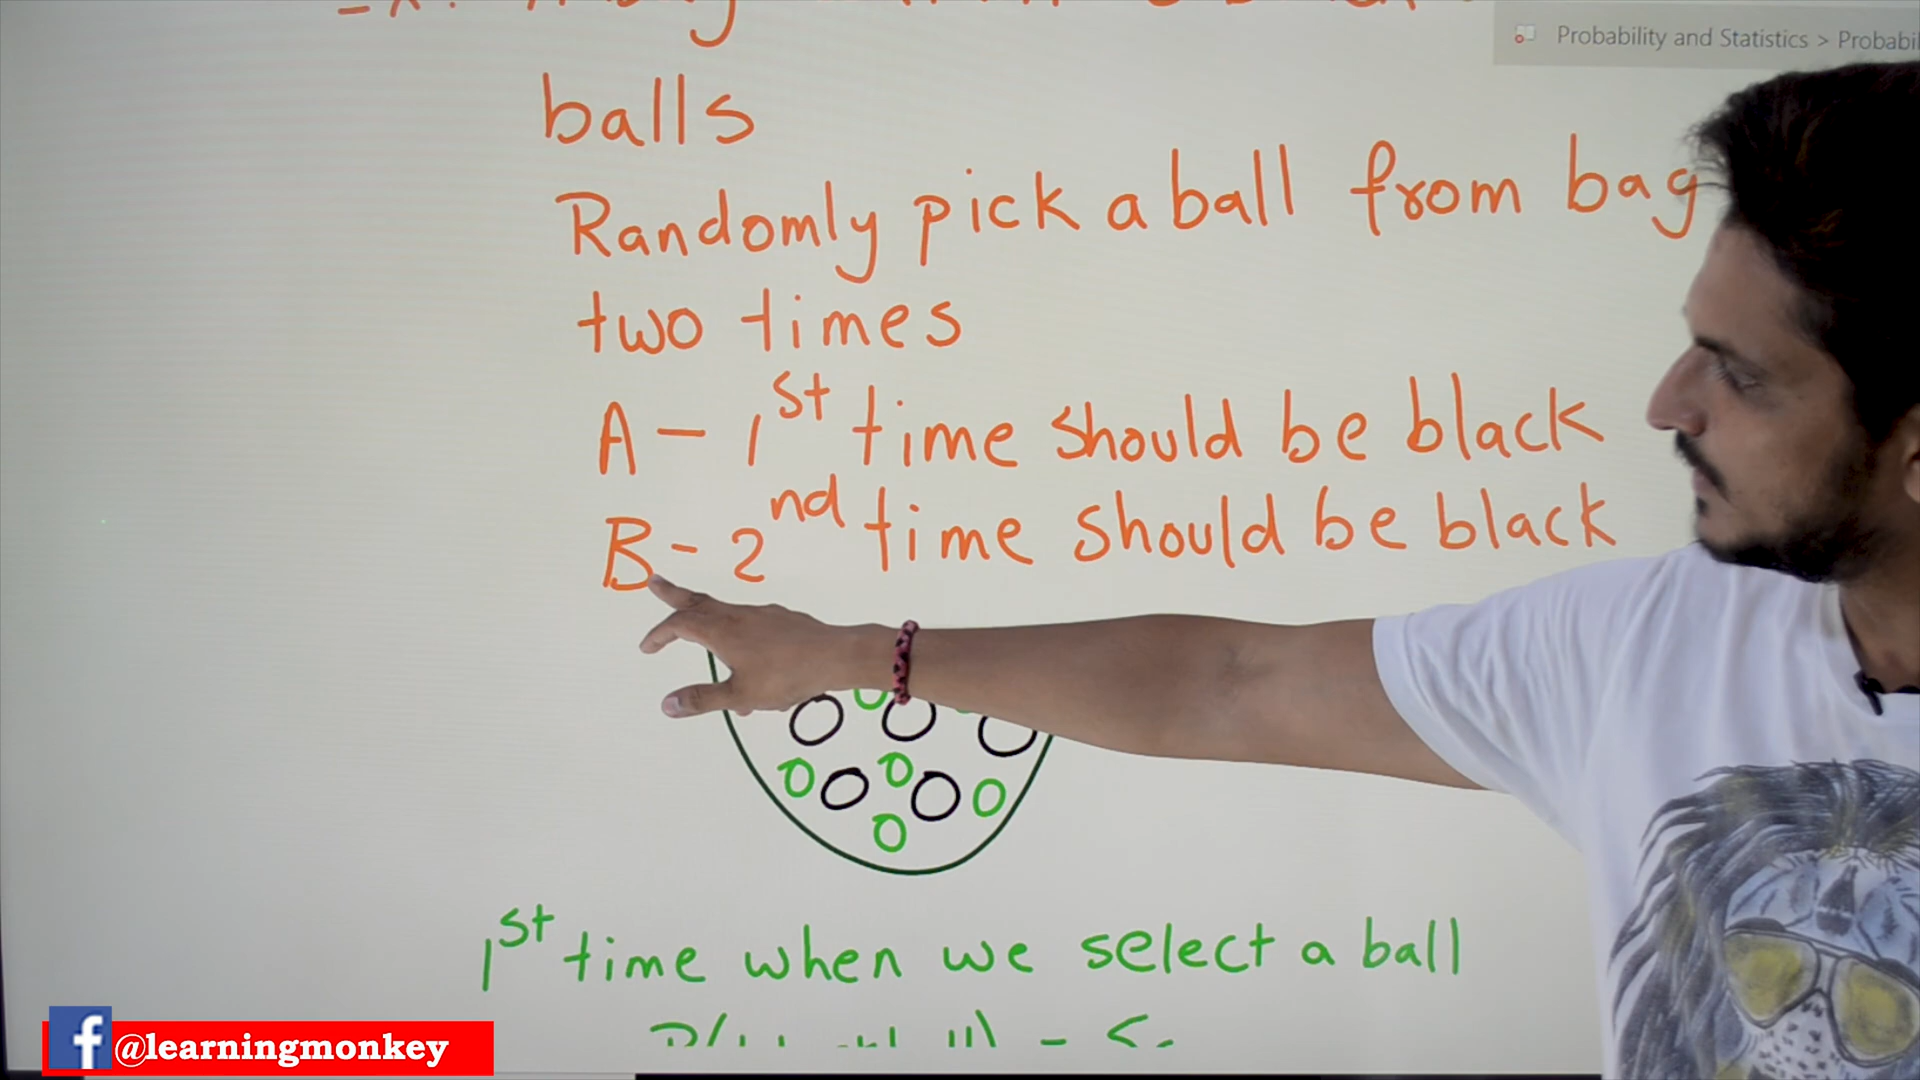 Probability and Statistics >
balls
Randomly pick a ball from bag
two times
A - 1st time should be black
B - 2nd time should be black
1st time when we select a ball
f @learningmonkey